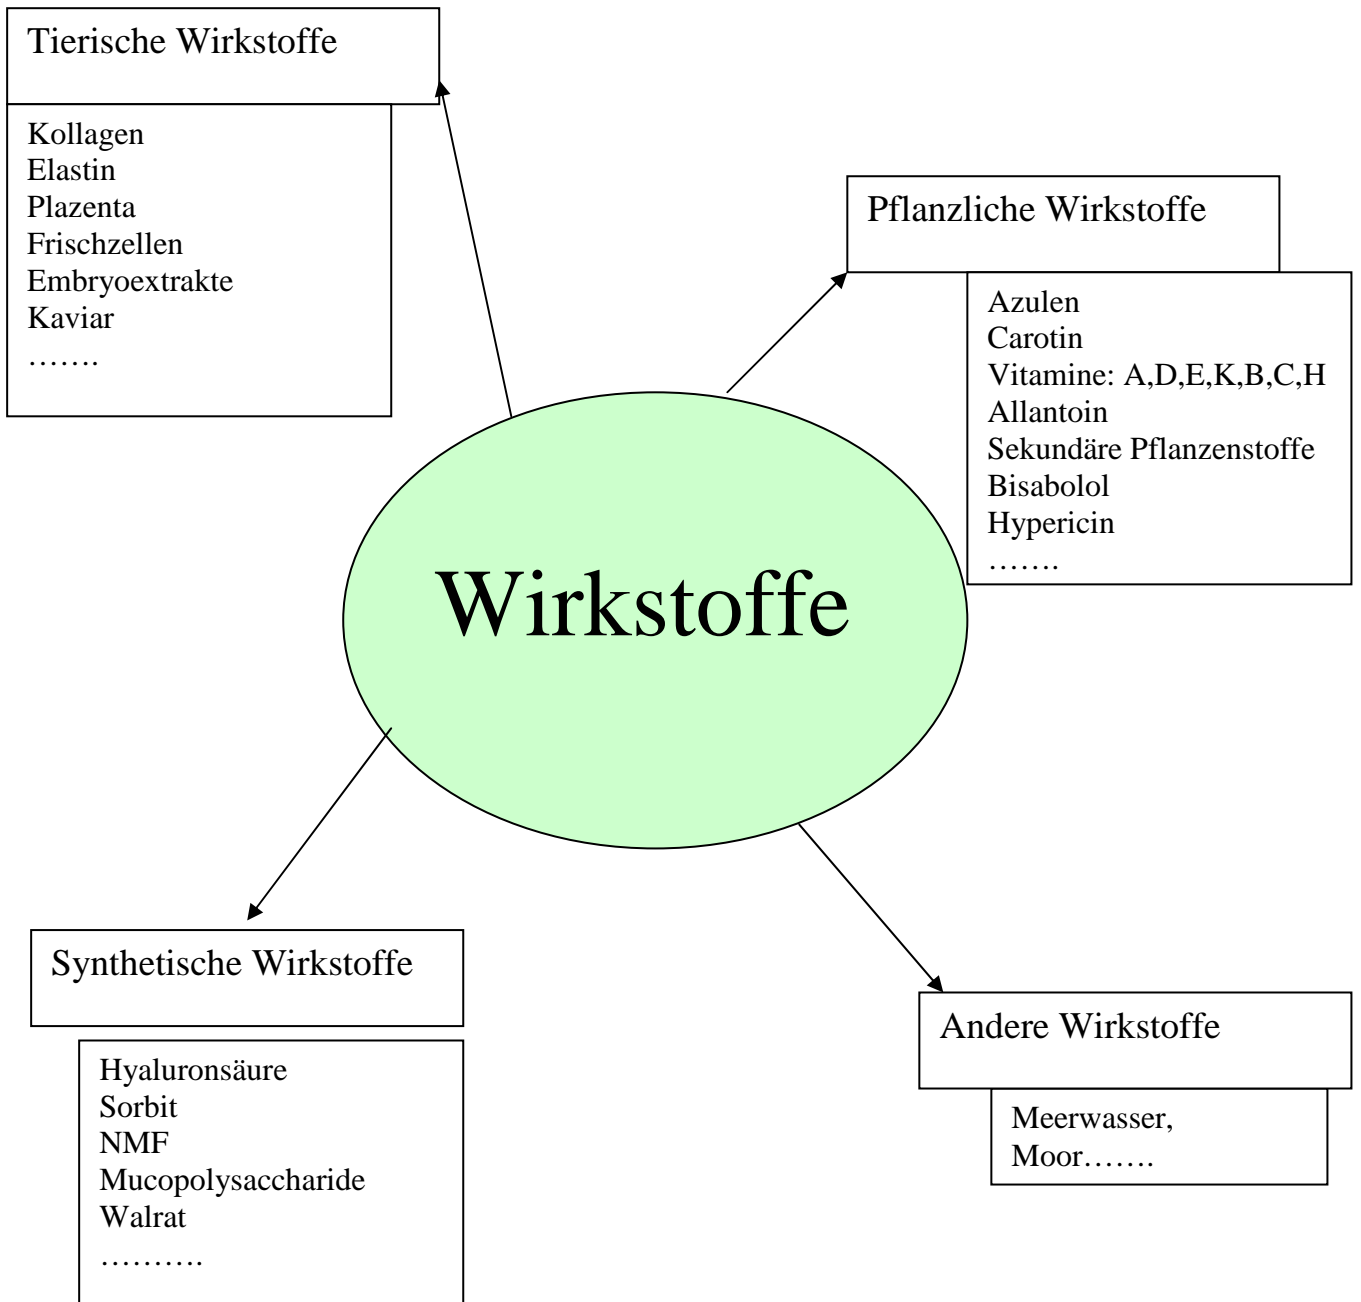 Tierische Wirkstoffe
Kollagen
Elastin
Plazenta
Frischzellen
Embryoextrakte
Kaviar
…….
Pflanzliche Wirkstoffe
Azulen
Carotin
Vitamine: A,D,E,K,B,C,H
Allantoin
Sekundäre Pflanzenstoffe
Bisabolol
Hypericin
…….
Wirkstoffe
Synthetische Wirkstoffe
Hyaluronsäure
Sorbit
NMF
Mucopolysaccharide
Walrat
……….
Andere Wirkstoffe
Meerwasser,
Moor…….